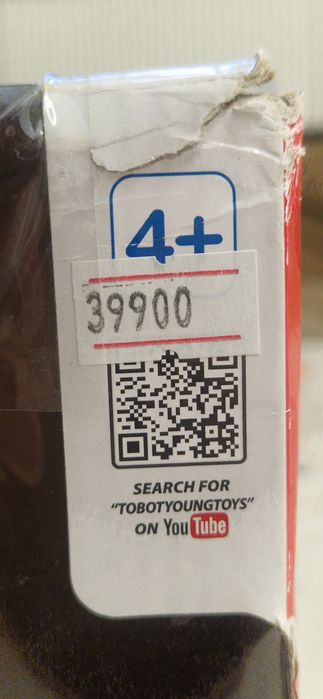 4+
39900
SEARCH FOR
"TOBOTYOUNGTOYS"
ON YouTube